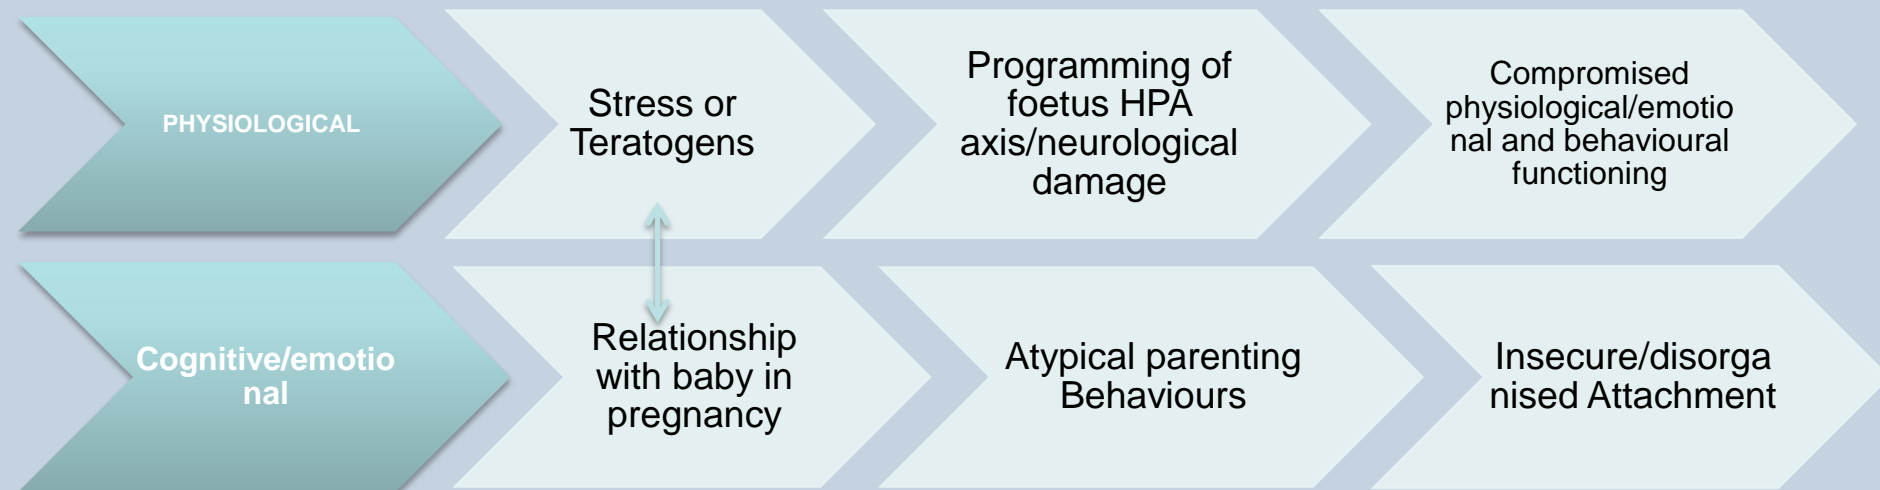 PHYSIOLOGICAL
Stress or
Teratogens
Programming of
foetus HPA
axis/neurological
damage
Compromised
physiological/emotio
nal and behavioural
functioning
Cognitive/emotio
nal
Relationship
with baby in
pregnancy
Atypical parenting
Behaviours
Insecure/disorga
nised Attachment